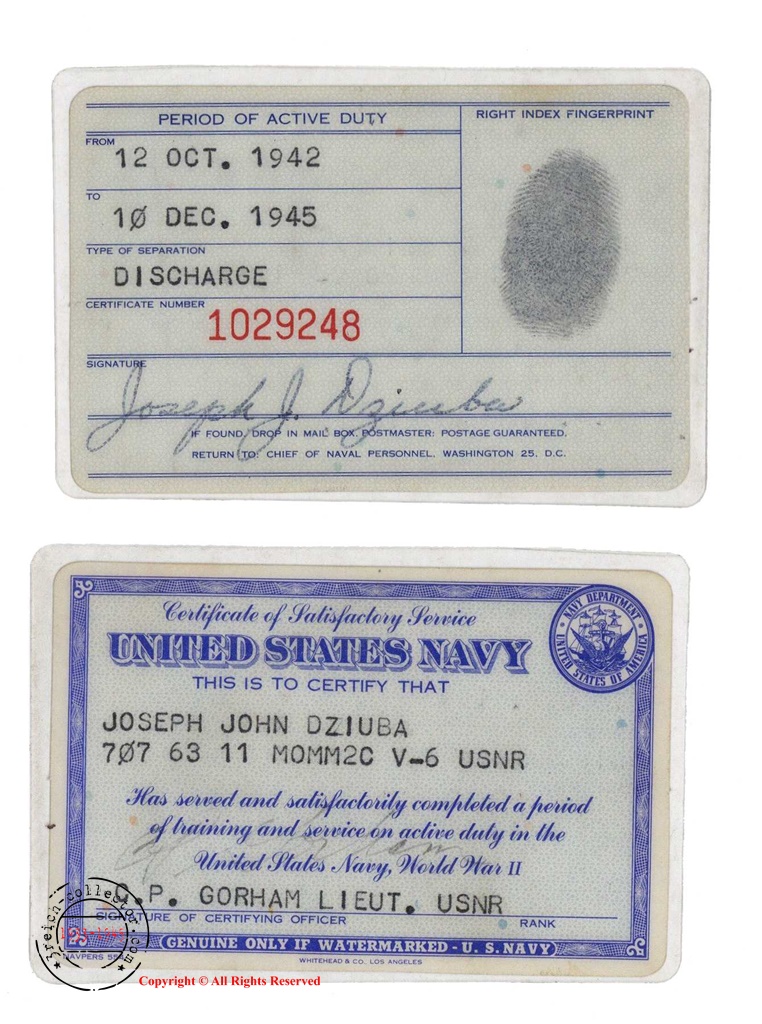 PERIOD OF ACTIVE DUTY
RIGHT INDEX FINGERPRINT
FROM
12 OCT. 1942
TO
1Ø DEC. 1945
TYPE OF SEPARATION
DISCHARGE
CERTIFICATE NUMBER
1029248
SIGNATURE
Joseph J. Dziuba
IF FOUND, DROP IN MAIL BOX. POSTMASTER: POSTAGE GUARANTEED.
RETURN TO: CHIEF OF NAVAL PERSONNEL, WASHINGTON 25, D.C.
Certificate of Satisfactory Service
NAVY DEPARTMENT
UNITED STATES OF AMERICA
UNITED STATES NAVY
THIS IS TO CERTIFY THAT
JOSEPH JOHN DZIUBA
7Ø7 63 11 MOMM2C V-6 USNR
Has served and satisfactorily completed a period
of training and service on active duty in the
United States Navy, World War II
P. GORHAM LIEUT. USNR
SIGNATURE OF CERTIFYING OFFICER
RANK
GENUINE ONLY IF WATERMARKED - U. S. NAVY
NAVPERS
WHITEHEAD & CO. LOS ANGELES
3reich-collector.com
Copyright © All Rights Reserved